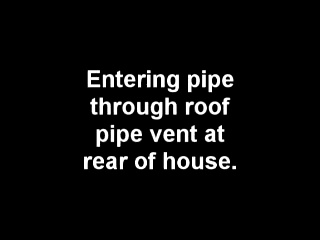 Entering pipe
through roof
pipe vent at
rear of house.